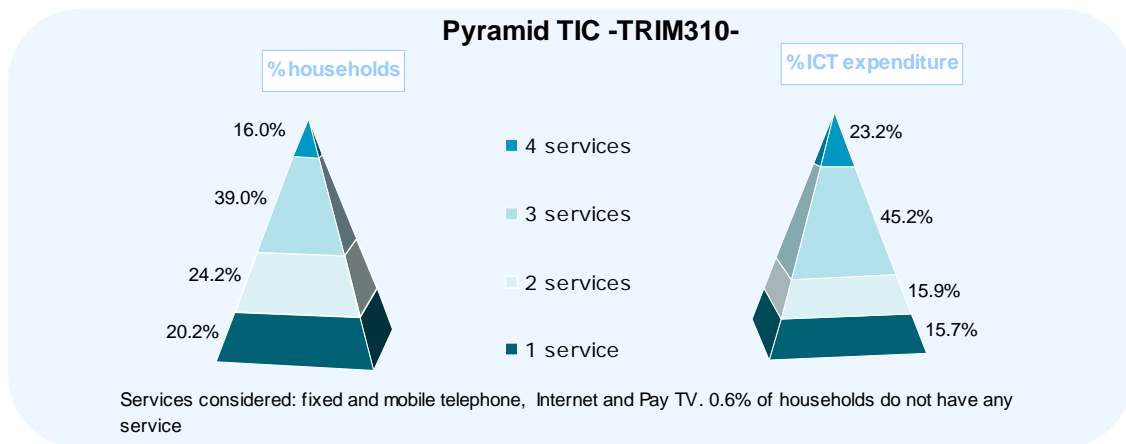 Pyramid TIC -TRIM310-
%households
%ICT expenditure
16.0%
4 services
23.2%
39.0%
3 services
45.2%
24.2%
2 services
15.9%
20.2%
1 service
15.7%
Services considered: fixed and mobile telephone, Internet and Pay TV. 0.6% of households do not have any
service